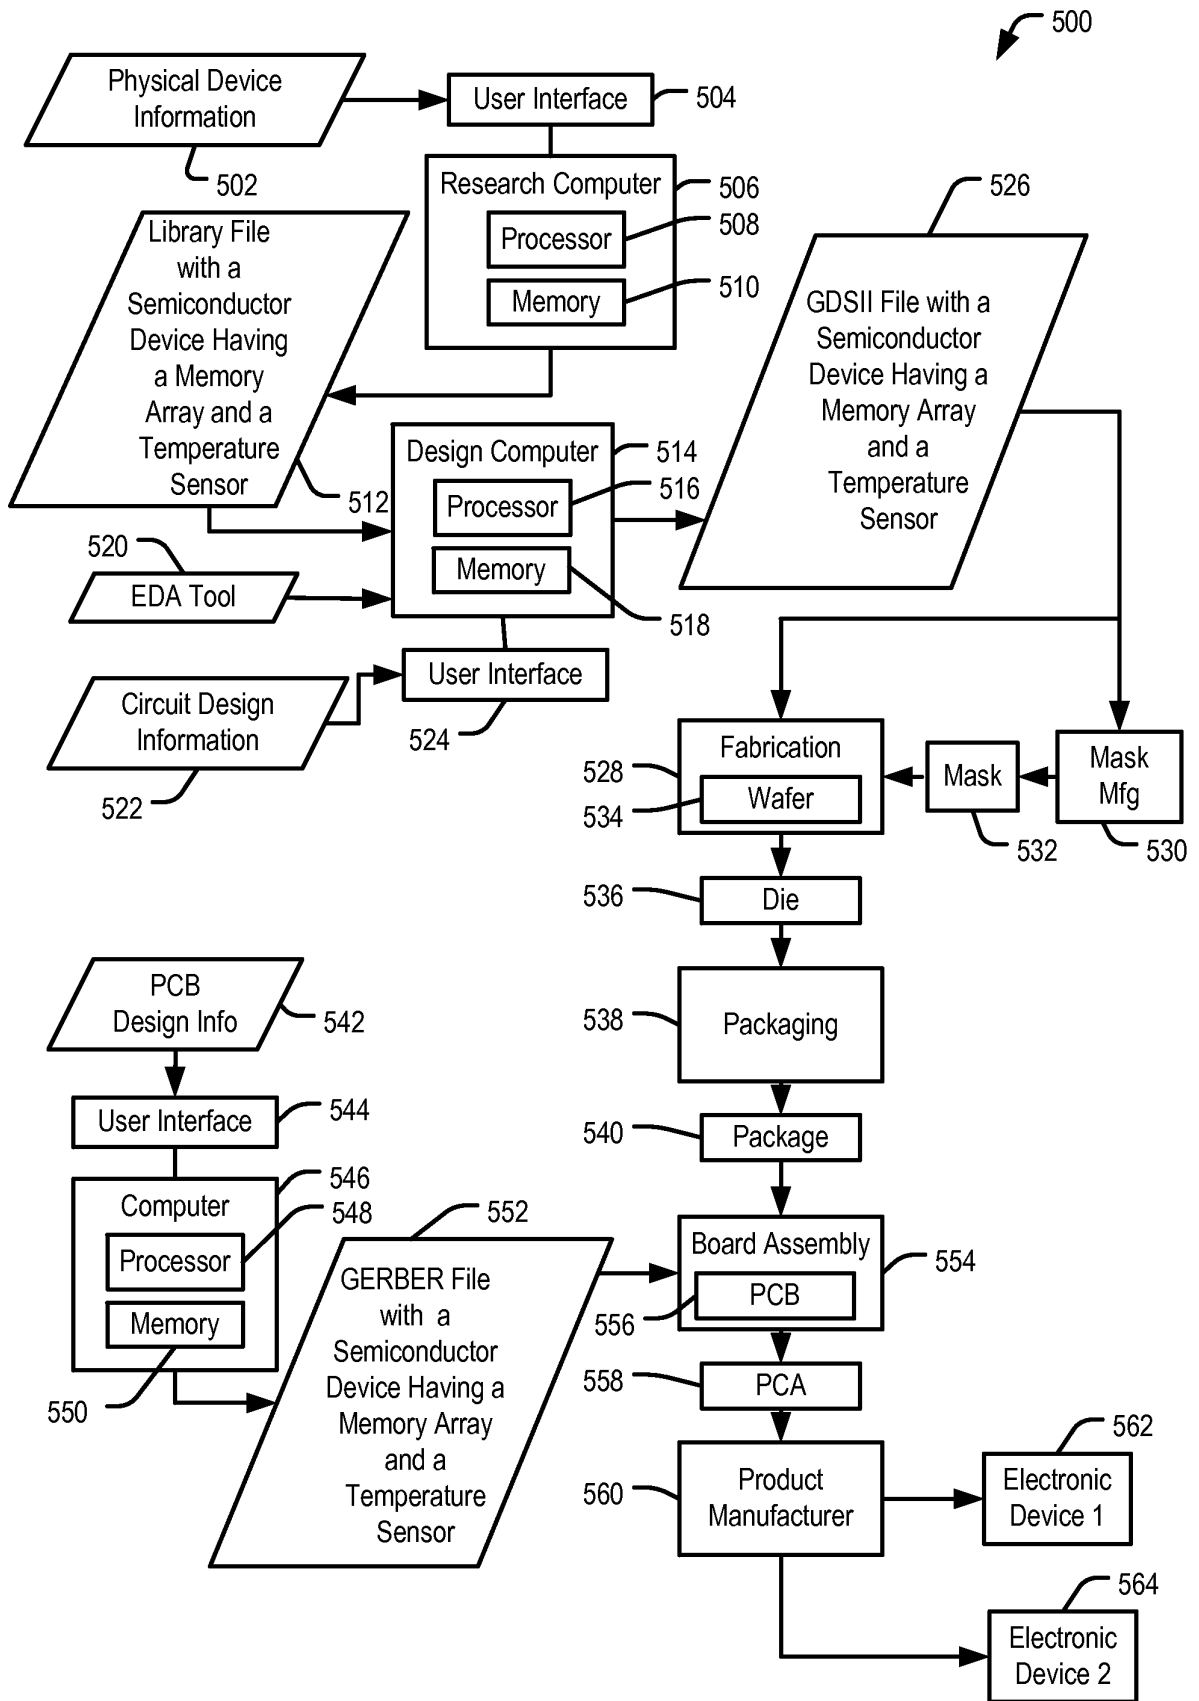 500
Physical Device
Information
502
User Interface
504
Research Computer
506
Processor
508
Memory
510
Library File
with a
Semiconductor
Device Having
a Memory
Array and a
Temperature
Sensor
512
526
GDSII File with a
Semiconductor
Device Having a
Memory Array
and a
Temperature
Sensor
Design Computer
514
Processor
516
Memory
518
520
EDA Tool
User Interface
524
Circuit Design
Information
522
Fabrication
528
Wafer
534
Mask
532
Mask
Mfg
530
536
Die
538
Packaging
540
Package
PCB
Design Info
542
User Interface
544
546
Computer
548
Processor
Memory
550
552
GERBER File
with a
Semiconductor
Device Having a
Memory Array
and a
Temperature
Sensor
Board Assembly
554
PCB
556
558
PCA
560
Product
Manufacturer
562
Electronic
Device 1
564
Electronic
Device 2